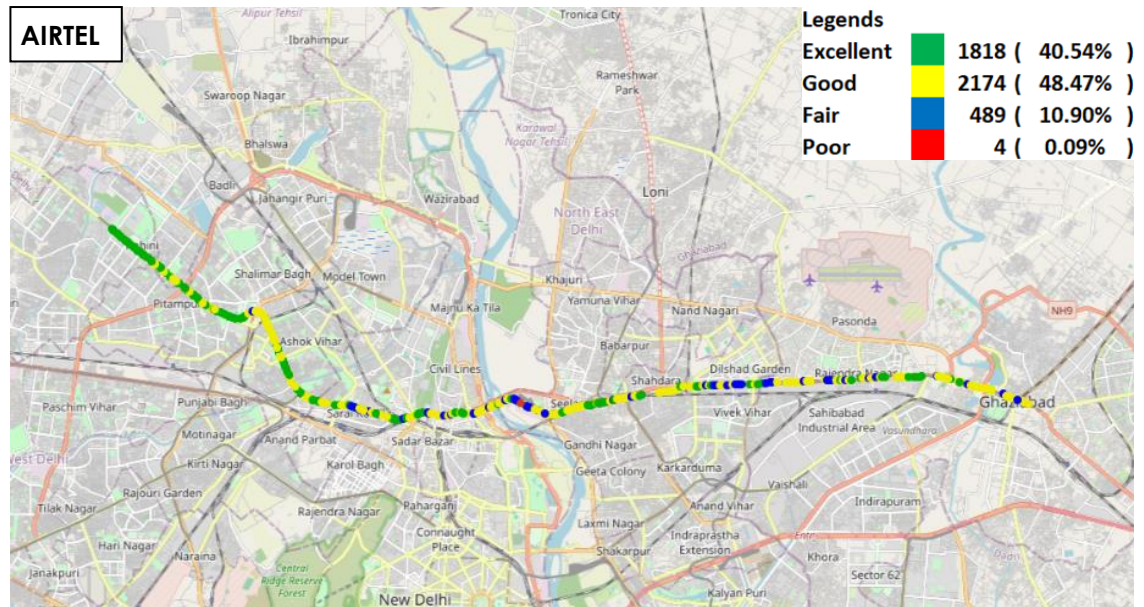 AIRTEL
Legends
Excellent 1818 ( 40.54% )
Good 2174 ( 48.47% )
Fair 489 ( 10.90% )
Poor 4 ( 0.09% )
Alipur Tehsil
Tronica City
Ibrahimpur
Rameshwar
Park
Swaroop Nagar
Karawal
Nagar Tehsil
Bhalswa
Badli
Jahangir Puri
Wazirabad
Loni
North East
Delhi
Ghaziabad
Shalimar Bagh
Model Town
Khajuri
Pitampura
Majnu Ka Tila
Yamuna Vihar
Nand Nagari
Pasonda
NH9
Ashok Vihar
Babarpur
Civil Lines
Shahdara
Dilshad Garden
Rajendra Nagar
Paschim Vihar
Punjabi Bagh
Ghaziabad
Vivek Vihar
Sahibabad
Industrial Area
Motinagar
Anand Parbat
Sadar Bazar
Gandhi Nagar
Vasundhara
West Delhi
Kirti Nagar
Karol Bagh
Geeta Colony
Karkarduma
Vaishali
Rajouri Garden
Rajendra Nagar
Paharganj
Anand Vihar
Indirapuram
Tilak Nagar
Connaught
Place
Laxmi Nagar
Indraprastha
Extension
Hari Nagar
Naraina
Shakarpur
Khora
Central
Ridge Reserve
Forest
Sector 62
Janakpuri
New Delhi
Kalyan Puri